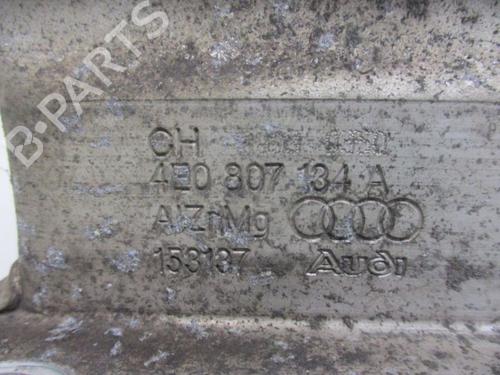 B-PARTS
CH
4E0 807 134 A
AlZnMg
153137 Audi